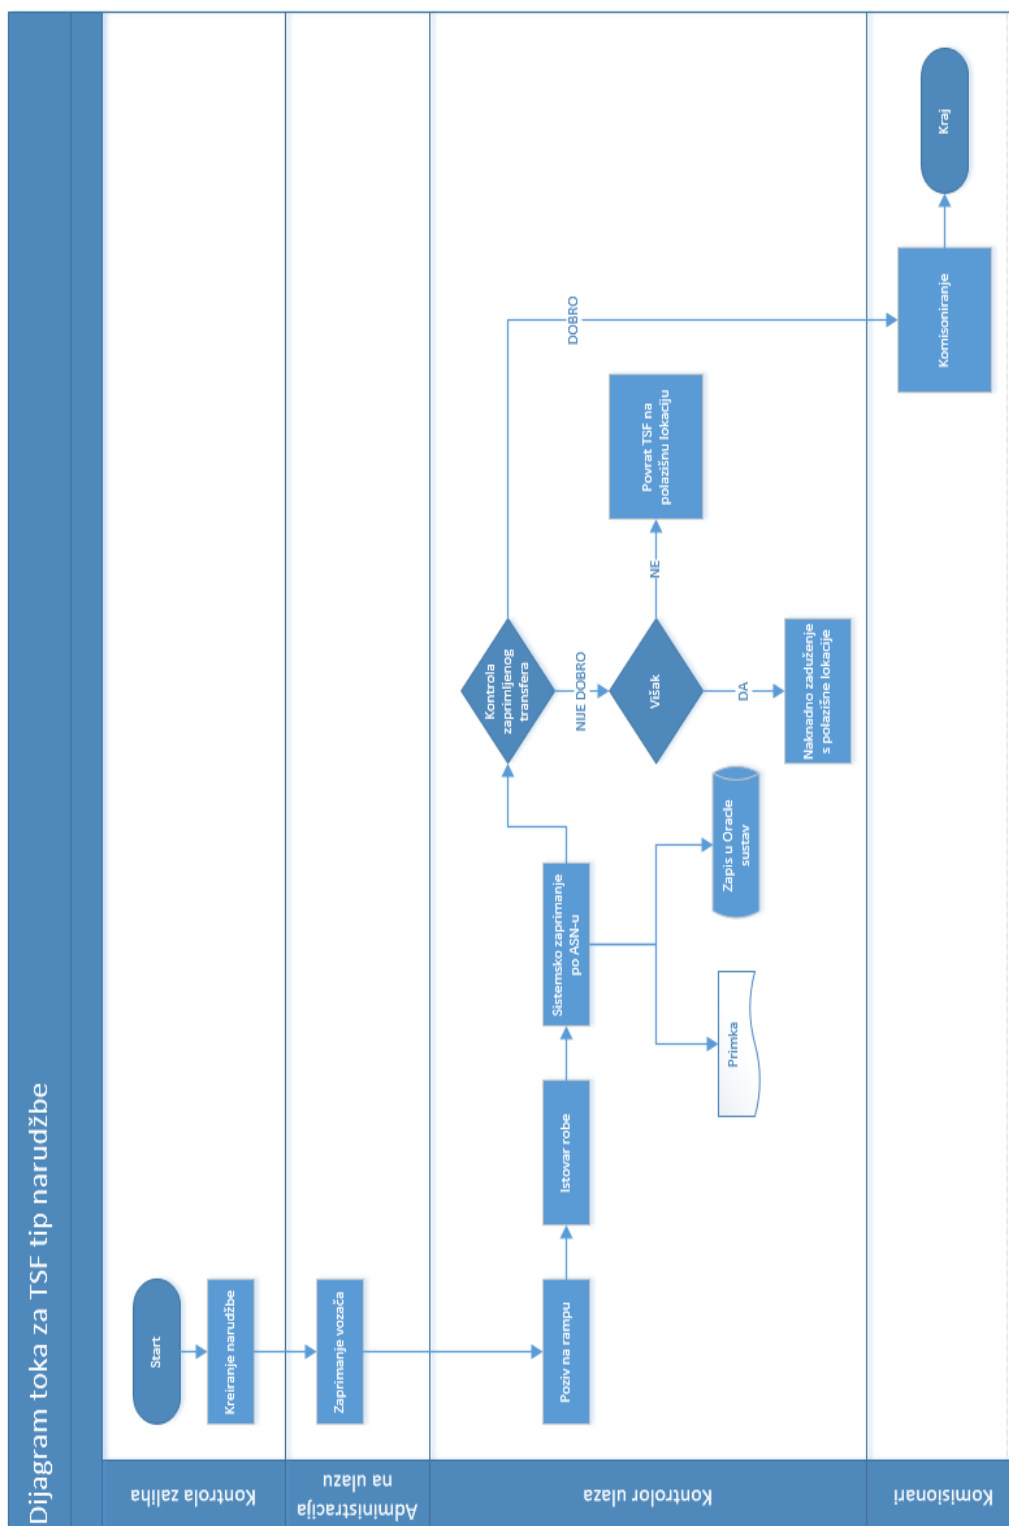 Dijagram toka za TSF tip narudžbe
Kontrola zaliha
Start
Kreiranje narudžbe
Administracija
na ulazu
Zaprimanje vozača
Kontrolor ulaza
Poziv na rampu
Istovar robe
Sistemsko zaprimanje
po ASN-u
Primka
Zapis u Oracle
sustav
Kontrola
zaprimljenog
transfera
NIJE DOBRO
DOBRO
Višak
NE
DA
Povrat TSF na
polazišnu lokaciju
Naknadno zaduženje
s polazišne lokacije
Komisionari
Komisoniranje
Kraj